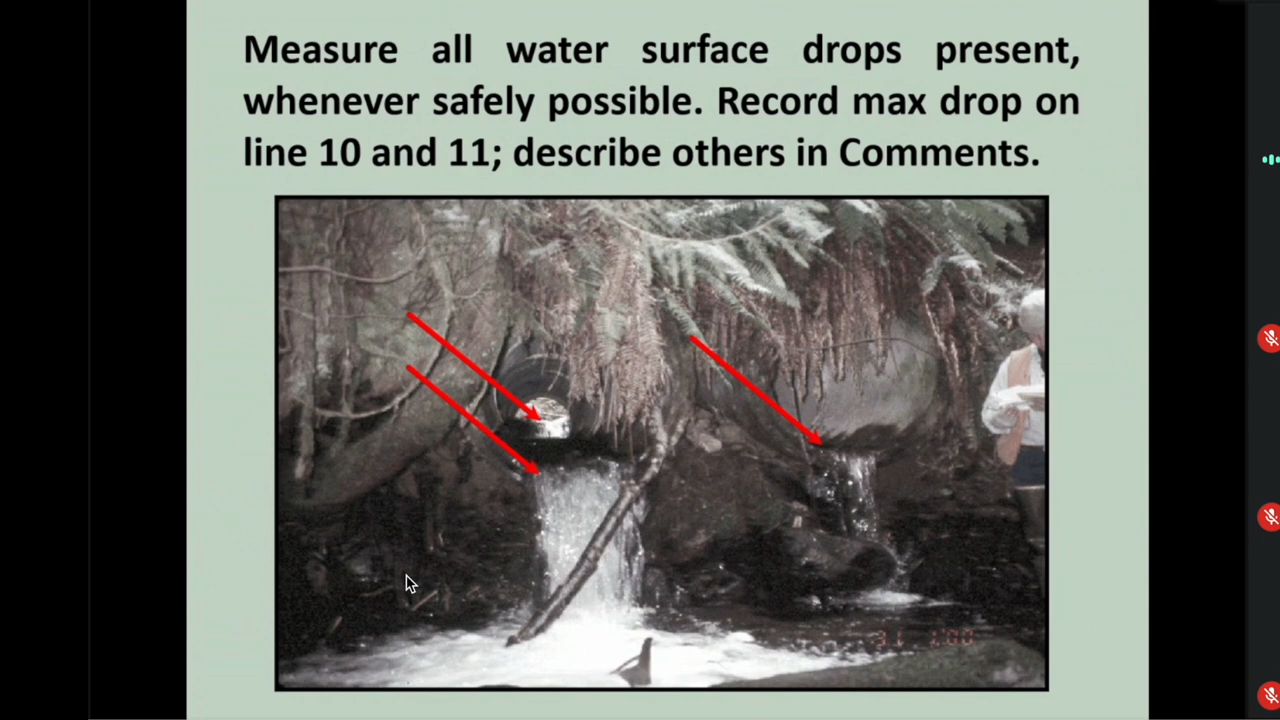 Measure all water surface drops present,
whenever safely possible. Record max drop on
line 10 and 11; describe others in Comments.